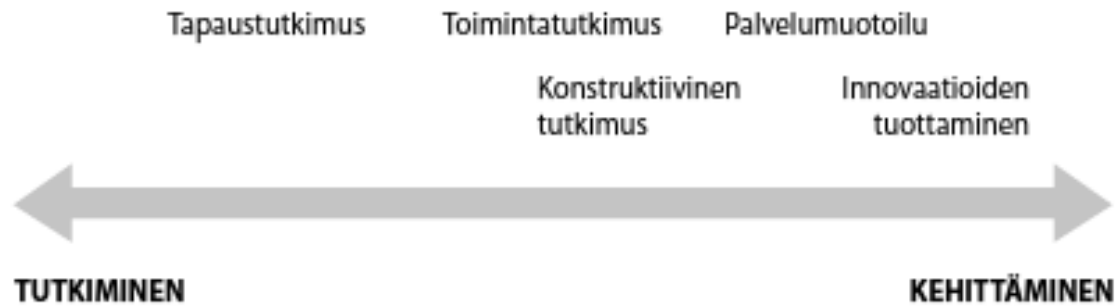 Tapaustutkimus Toimintatutkimus Palvelumuotoilu
Konstruktiivinen Innovaatioiden
tutkimus tuottaminen
TUTKIMINEN KEHITTÄMINEN